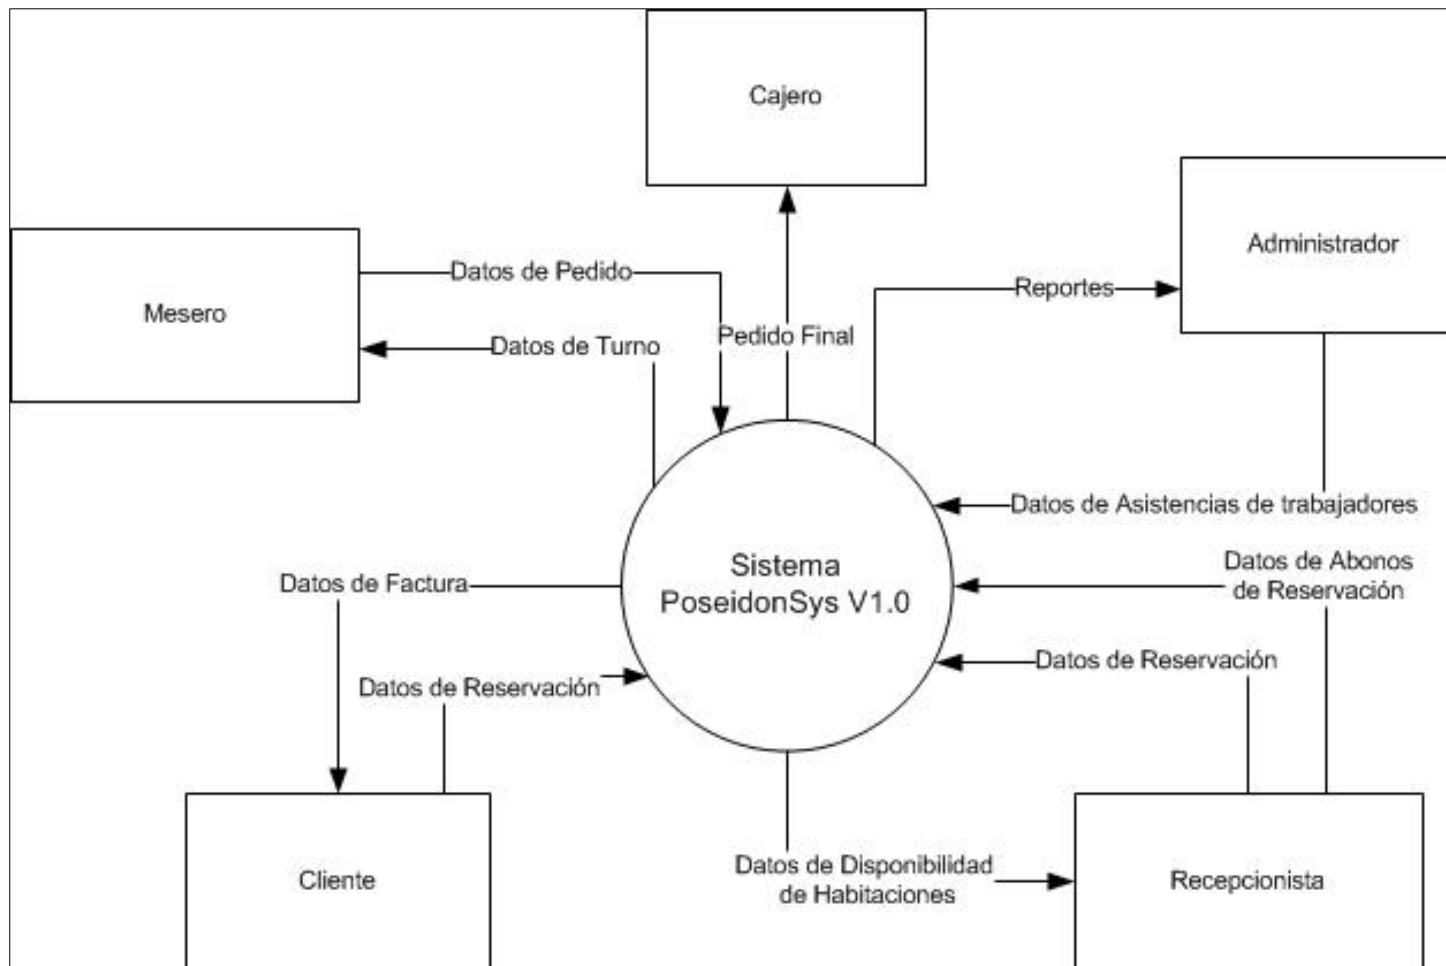 Cajero
Administrador
Datos de Pedido
Reportes
Mesero
Pedido Final
Datos de Turno
Datos de Asistencias de trabajadores
Sistema
PoseidonSys V1.0
Datos de Abonos
de Reservación
Datos de Factura
Datos de Reservación
Datos de Reservación
Datos de Disponibilidad
de Habitaciones
Cliente
Recepcionista